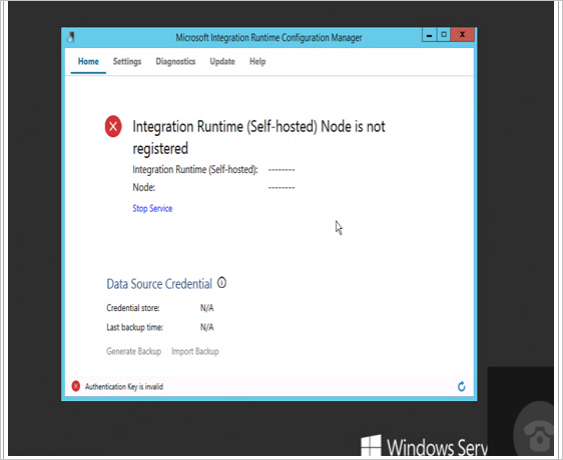 Microsoft Integration Runtime Configuration Manager
Home Settings Diagnostics Update Help
Integration Runtime (Self-hosted) Node is not
registered
Integration Runtime (Self-hosted): --------
Node: --------
Stop Service
Data Source Credential
Credential store: N/A
Last backup time: N/A
Generate Backup Import Backup
Authentication Key is invalid
Windows Serv